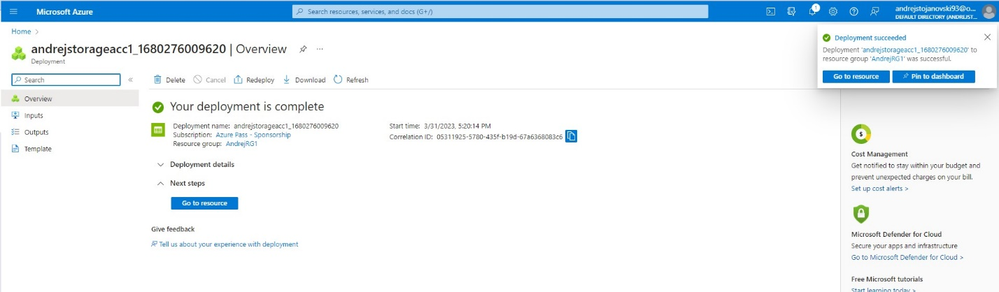 Microsoft Azure
Search resources, services, and docs (G+/)
1
andrejstojanovski93@o...
DEFAULT DIRECTORY (ANDREJST...
Home >
andrejstorageacc1_1680276009620 | Overview
Deployment
Search
«
Delete
Cancel
Redeploy
Download
Refresh
Overview
Inputs
Outputs
Template
Your deployment is complete
Deployment name: andrejstorageacc1_1680276009620
Subscription: Azure Pass - Sponsorship
Resource group: AndrejRG1
Start time: 3/31/2023, 5:20:14 PM
Correlation ID: 05311925-5780-435f-b19d-67a6368083c6
Deployment details
Next steps
Go to resource
Give feedback
Tell us about your experience with deployment
Deployment succeeded
Deployment 'andrejstorageacc1_1680276009620' to
resource group 'AndrejRG1' was successful.
Go to resource
Pin to dashboard
$
Cost Management
Get notified to stay within your budget and
prevent unexpected charges on your bill.
Set up cost alerts >
Microsoft Defender for Cloud
Secure your apps and infrastructure
Go to Microsoft Defender for Cloud >
Free Microsoft tutorials
Start learning today >